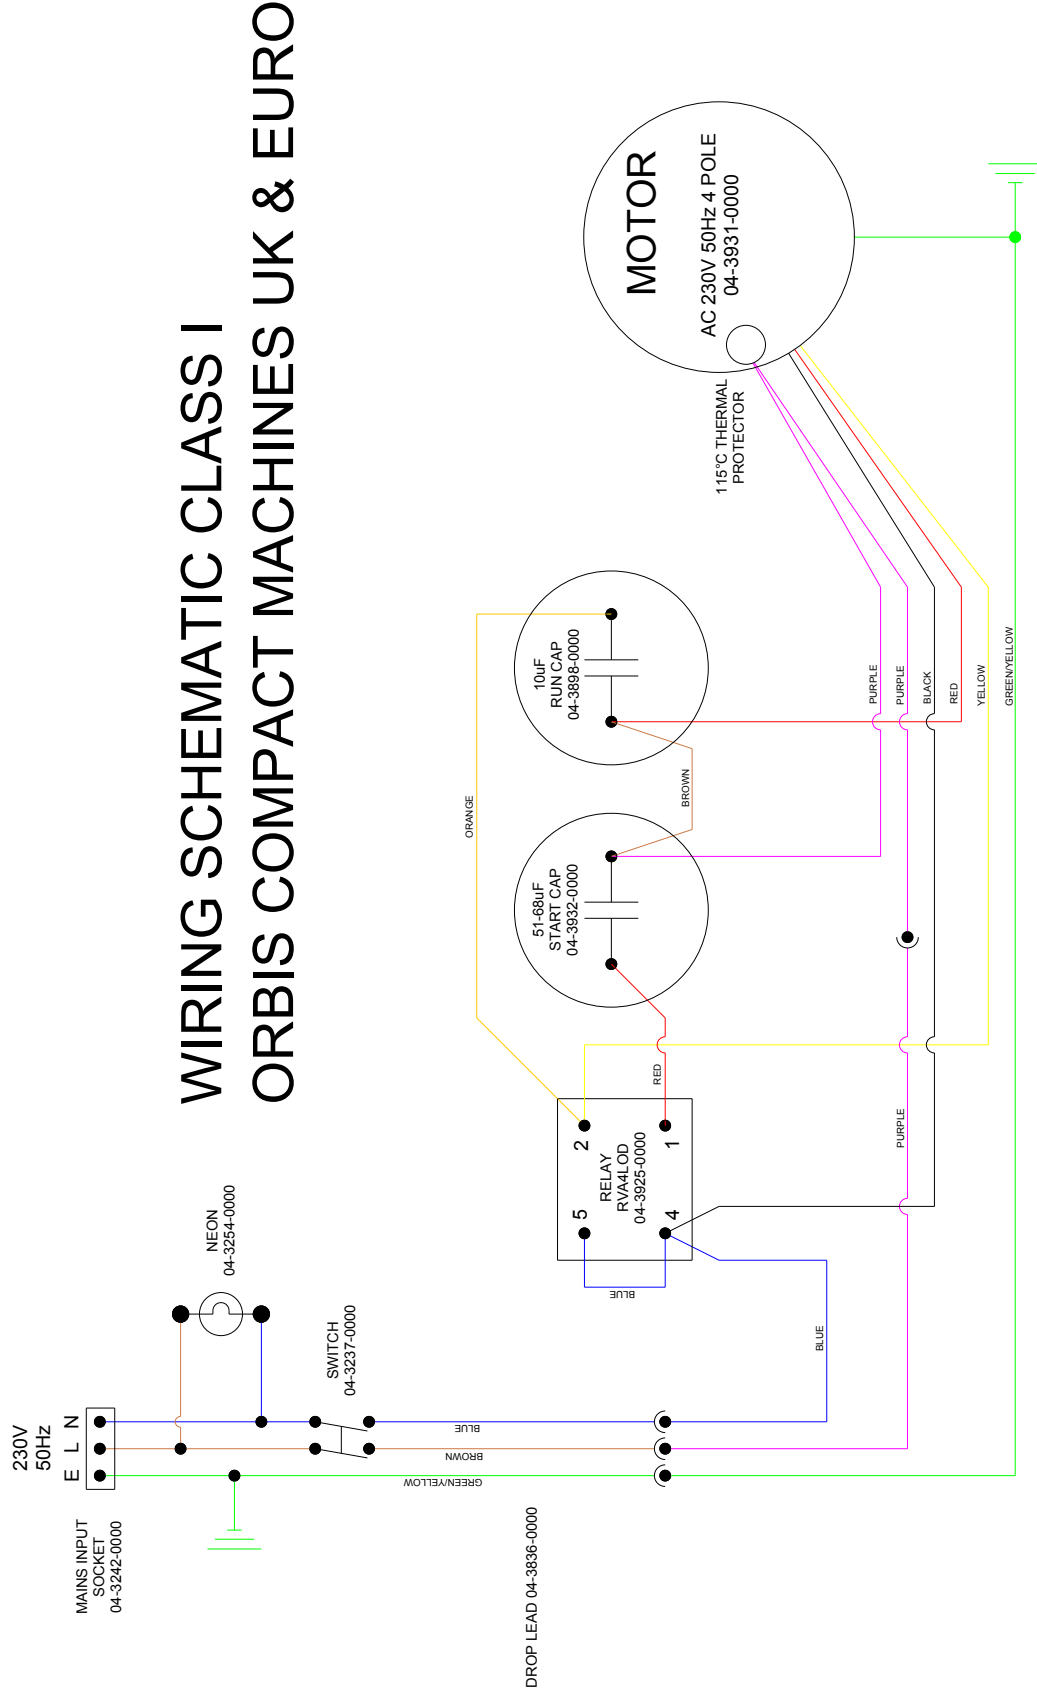 WIRING SCHEMATIC CLASS I
ORBIS COMPACT MACHINES UK & EURO
230V
50Hz
E L N
MAINS INPUT
SOCKET
04-3242-0000
NEON
04-3254-0000
SWITCH
04-3237-0000
BLUE
BROWN
GREEN/YELLOW
DROP LEAD 04-3836-0000
BLUE
BLUE
5
2
RELAY
RVA4LOD
04-3925-0000
4
1
RED
PURPLE
ORANGE
51-68uF
START CAP
04-3932-0000
BROWN
10uF
RUN CAP
04-3898-0000
PURPLE
PURPLE
BLACK
RED
YELLOW
GREEN/YELLOW
115°C THERMAL
PROTECTOR
MOTOR
AC 230V 50Hz 4 POLE
04-3931-0000